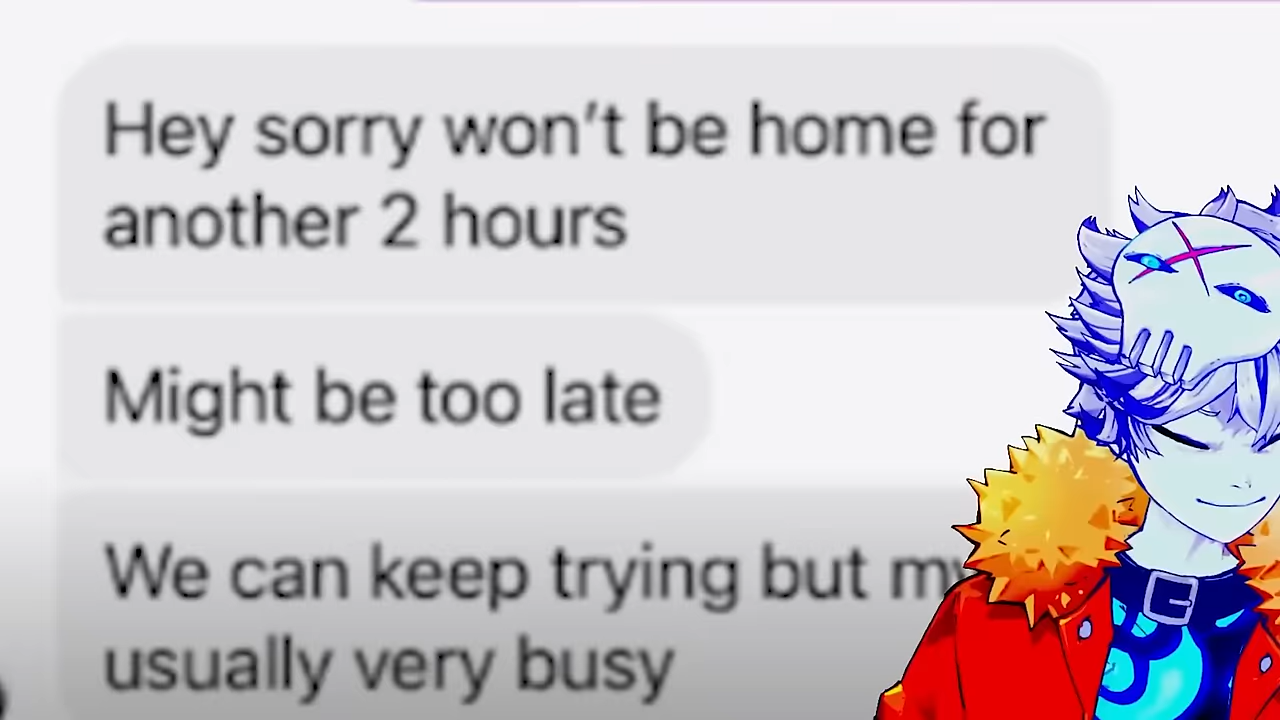 Hey sorry won’t be home for
another 2 hours
Might be too late
We can keep trying but
usually very busy